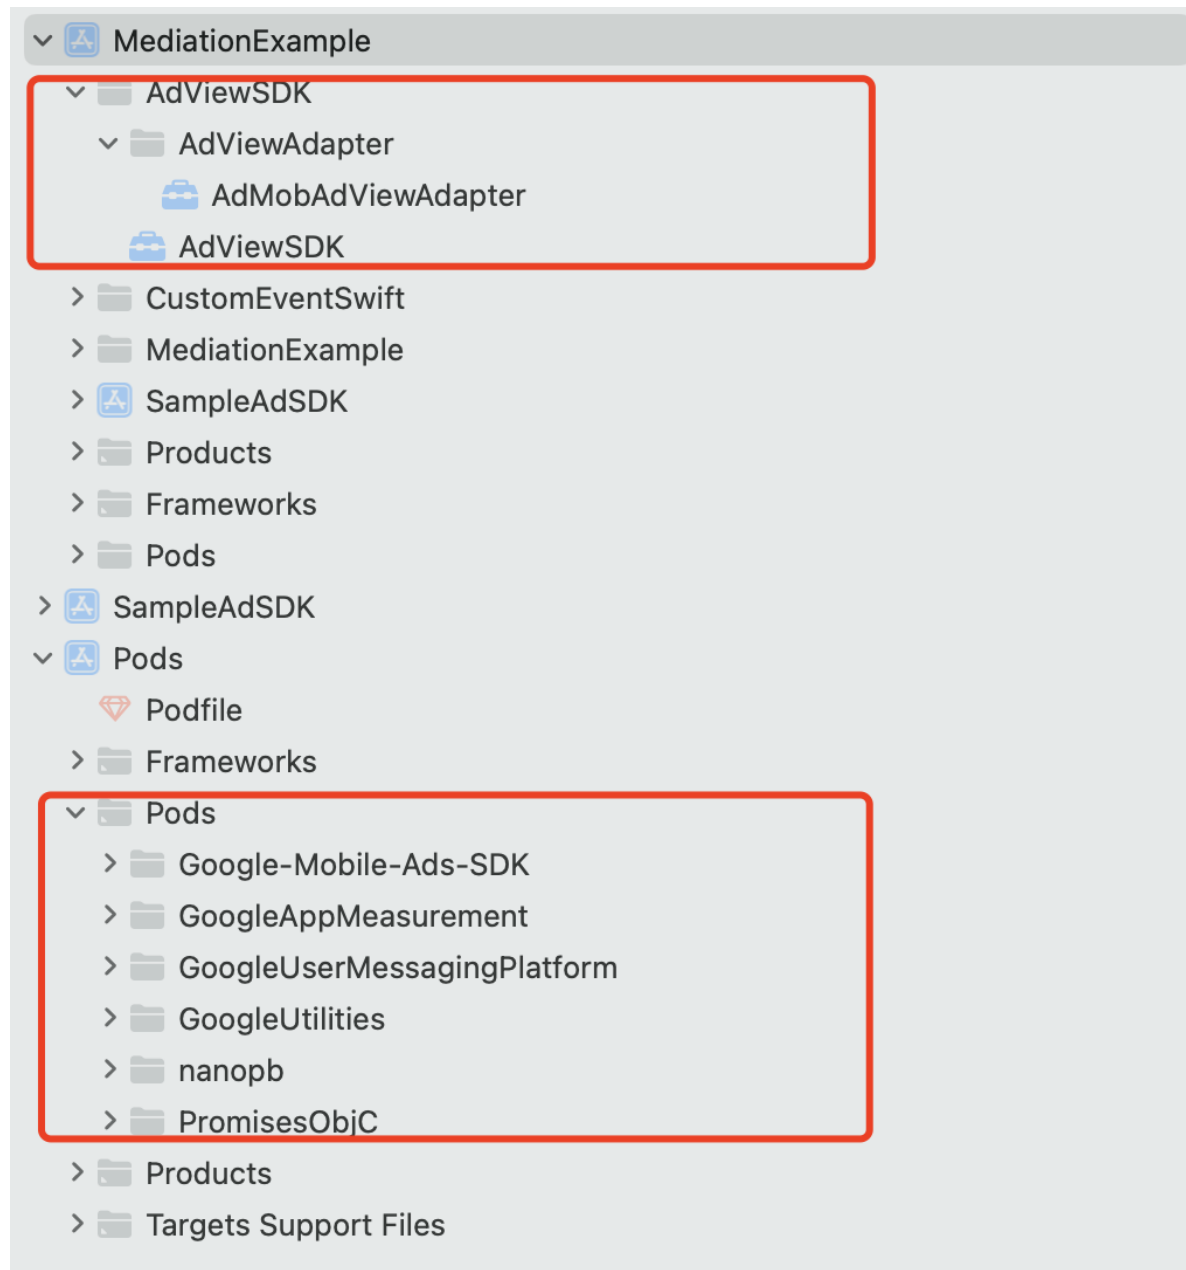 MediationExample
AdViewSDK
AdViewAdapter
AdMobAdViewAdapter
AdViewSDK
CustomEventSwift
MediationExample
SampleAdSDK
Products
Frameworks
Pods
SampleAdSDK
Pods
Podfile
Frameworks
Pods
Google-Mobile-Ads-SDK
GoogleAppMeasurement
GoogleUserMessagingPlatform
GoogleUtilities
nanopb
PromisesObjC
Products
Targets Support Files